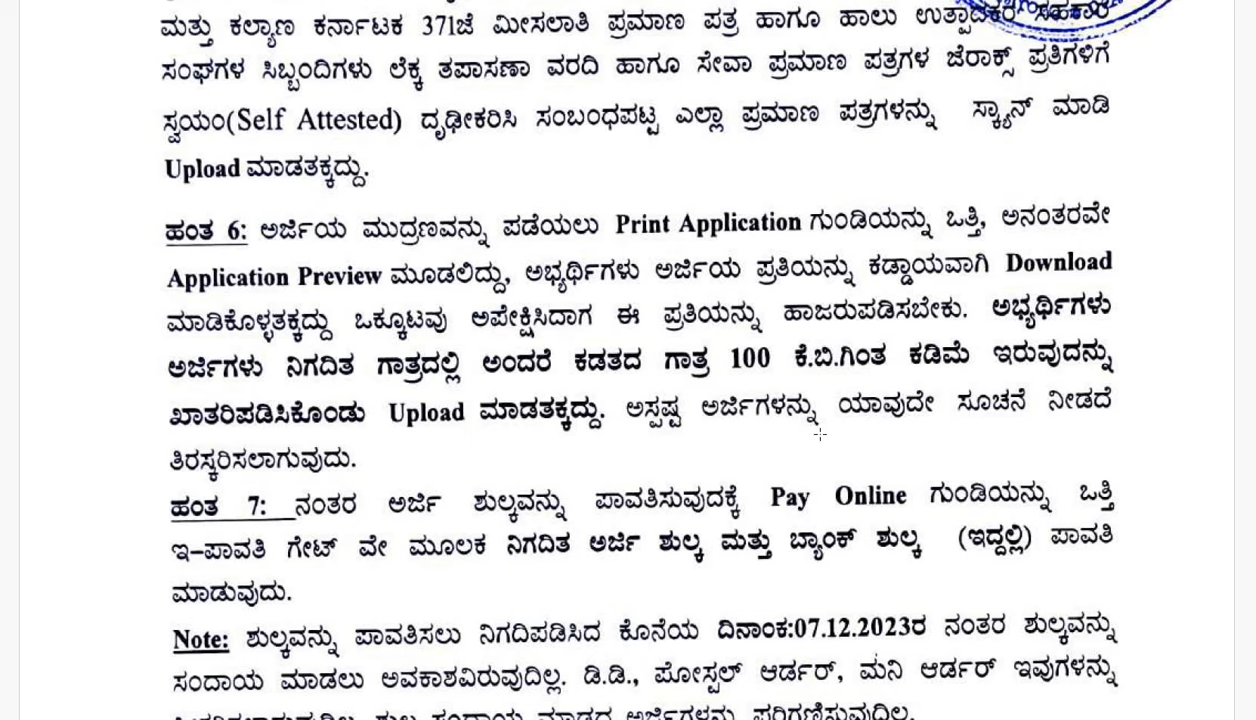 ಮತ್ತು ಕಲ್ಯಾಣ ಕರ್ನಾಟಕ 371ಜೆ ಮೀಸಲಾತಿ ಪ್ರಮಾಣ ಪತ್ರ ಹಾಗೂ ಹಾಲು ಉತ್ಪಾದಕರ ಸಹಕಾರ
ಸಂಘಗಳ ಸಿಬ್ಬಂದಿಗಳು ಲೆಕ್ಕ ತಪಾಸಣಾ ವರದಿ ಹಾಗೂ ಸೇವಾ ಪ್ರಮಾಣ ಪತ್ರಗಳ ಜೆರಾಕ್ಸ್ ಪ್ರತಿಗಳಿಗೆ
ಸ್ವಯಂ(Self Attested) ದೃಢೀಕರಿಸಿ ಸಂಬಂಧಪಟ್ಟ ಎಲ್ಲಾ ಪ್ರಮಾಣ ಪತ್ರಗಳನ್ನು ಸ್ಕ್ಯಾನ್ ಮಾಡಿ
Upload ಮಾಡತಕ್ಕದ್ದು.
ಹಂತ 6: ಅರ್ಜಿಯ ಮುದ್ರಣವನ್ನು ಪಡೆಯಲು Print Application ಗುಂಡಿಯನ್ನು ಒತ್ತಿ, ಅನಂತರವೇ
Application Preview ಮೂಡಲಿದ್ದು, ಅಭ್ಯರ್ಥಿಗಳು ಅರ್ಜಿಯ ಪ್ರತಿಯನ್ನು ಕಡ್ಡಾಯವಾಗಿ Download
ಮಾಡಿಕೊಳ್ಳತಕ್ಕದ್ದು ಒಕ್ಕೂಟವು ಅಪೇಕ್ಷಿಸಿದಾಗ ಈ ಪ್ರತಿಯನ್ನು ಹಾಜರುಪಡಿಸಬೇಕು. ಅಭ್ಯರ್ಥಿಗಳು
ಅರ್ಜಿಗಳು ನಿಗದಿತ ಗಾತ್ರದಲ್ಲಿ ಅಂದರೆ ಕಡತದ ಗಾತ್ರ 100 ಕೆ.ಬಿ.ಗಿಂತ ಕಡಿಮೆ ಇರುವುದನ್ನು
ಖಾತರಿಪಡಿಸಿಕೊಂಡು Upload ಮಾಡತಕ್ಕದ್ದು. ಅಸ್ಪಷ್ಟ ಅರ್ಜಿಗಳನ್ನು ಯಾವುದೇ ಸೂಚನೆ ನೀಡದೆ
ತಿರಸ್ಕರಿಸಲಾಗುವುದು.
ಹಂತ 7: ನಂತರ ಅರ್ಜಿ ಶುಲ್ಕವನ್ನು ಪಾವತಿಸುವುದಕ್ಕೆ Pay Online ಗುಂಡಿಯನ್ನು ಒತ್ತಿ
ಇ–ಪಾವತಿ ಗೇಟ್ ವೇ ಮೂಲಕ ನಿಗದಿತ ಅರ್ಜಿ ಶುಲ್ಕ ಮತ್ತು ಬ್ಯಾಂಕ್ ಶುಲ್ಕ (ಇದ್ದಲ್ಲಿ) ಪಾವತಿ
ಮಾಡುವುದು.
Note: ಶುಲ್ಕವನ್ನು ಪಾವತಿಸಲು ನಿಗದಿಪಡಿಸಿದ ಕೊನೆಯ ದಿನಾಂಕ:07.12.2023ರ ನಂತರ ಶುಲ್ಕವನ್ನು
ಸಂದಾಯ ಮಾಡಲು ಅವಕಾಶವಿರುವುದಿಲ್ಲ. ಡಿ.ಡಿ., ಪೋಸ್ಟಲ್ ಆರ್ಡರ್, ಮನಿ ಆರ್ಡರ್ ಇವುಗಳನ್ನು
ಶುಲ್ಕ ಸಂದಾಯ ಮಾಡದ ಅರ್ಜಿಗಳನ್ನು ಪರಿಗಣಿಸುವುದಿಲ್ಲ.